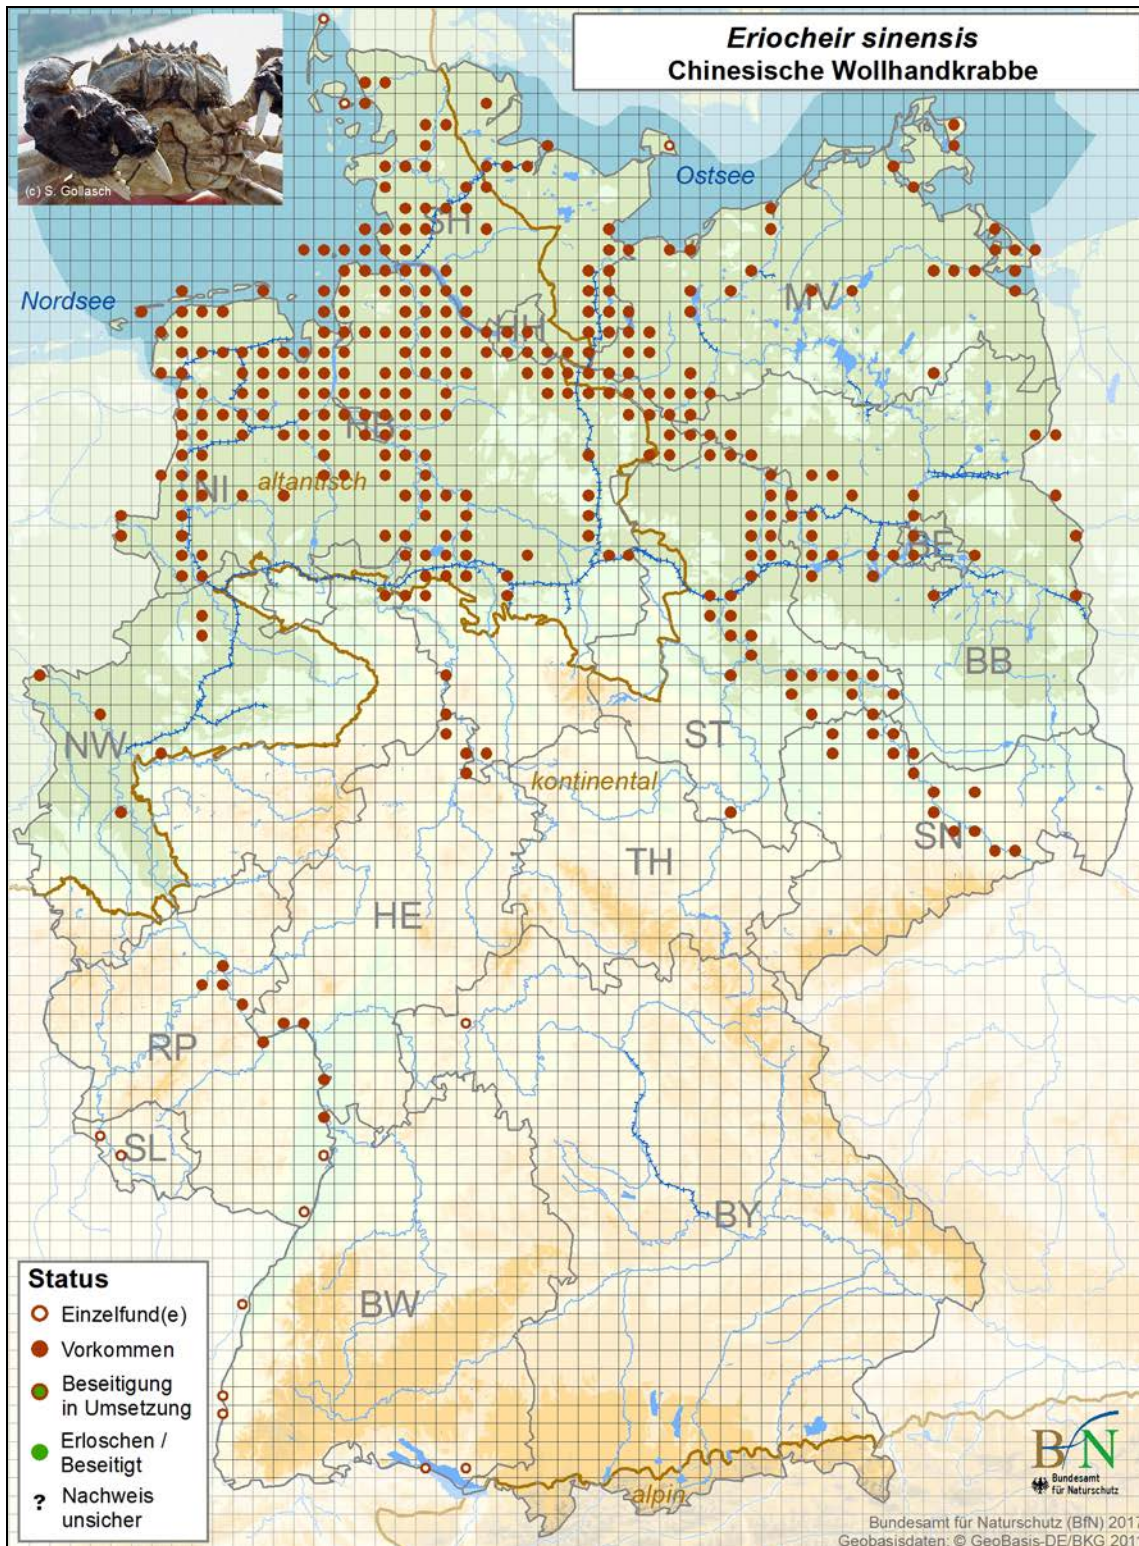 Eriocheir sinensis
Chinesische Wollhandkrabbe
(c) S. Gollasch
Ostsee
Nordsee
SH
MV
HH
HB
altantisch
NI
BE
BB
NW
ST
kontinental
SN
TH
HE
RP
SL
BY
BW
alpin
Status
Einzelfund(e)
Vorkommen
Beseitigung
in Umsetzung
Erloschen /
Beseitigt
? Nachweis
unsicher
BfN
Bundesamt
für Naturschutz
Bundesamt für Naturschutz (BfN) 2017
Geobasisdaten: © GeoBasis-DE/BKG 201